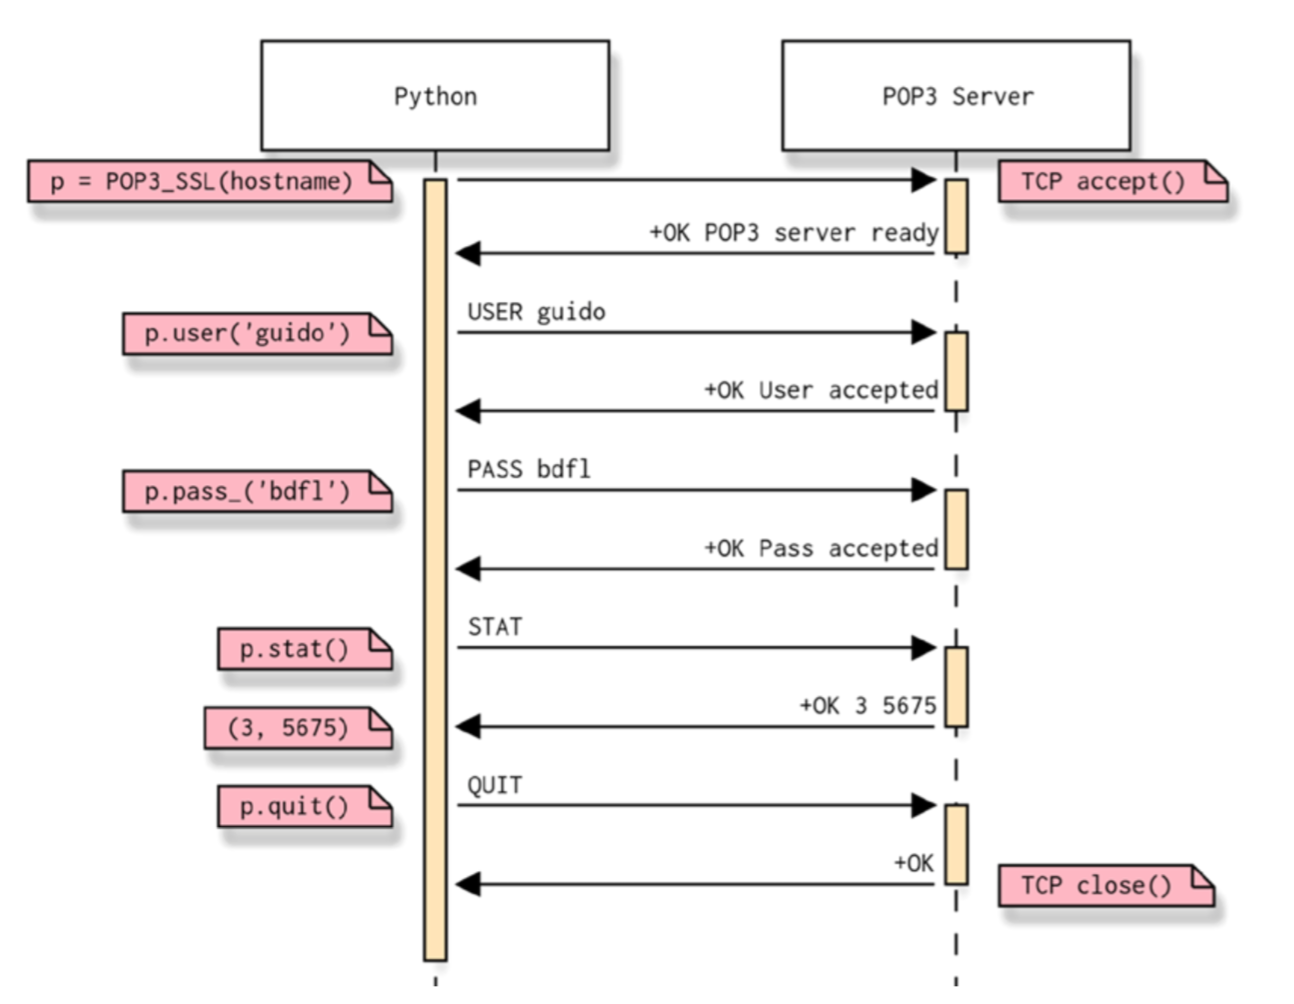 Python
POP3 Server
p = POP3_SSL(hostname)
TCP accept()
+OK POP3 server ready
USER guido
p.user('guido')
+OK User accepted
PASS bdfl
p.pass_('bdfl')
+OK Pass accepted
STAT
p.stat()
+OK 3 5675
(3, 5675)
QUIT
p.quit()
+OK
TCP close()